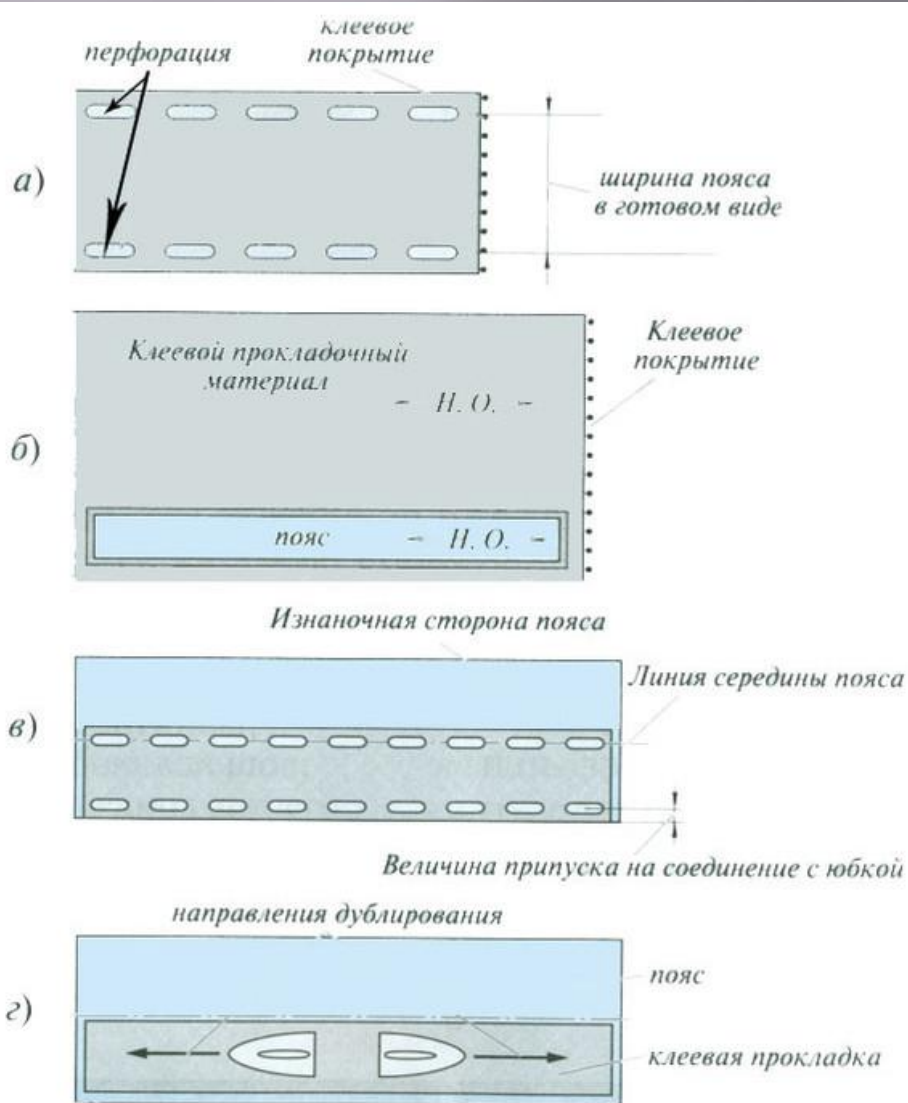 клеевое
покрытие
перфорация
а)
ширина пояса
в готовом виде
Клеевой прокладочный
материал
– Н. О. –
Клеевое
покрытие
б)
пояс – Н. О. –
Изнаночная сторона пояса
Линия середины пояса
в)
Величина припуска на соединение с юбкой
направления дублирования
пояс
г)
клеевая прокладка